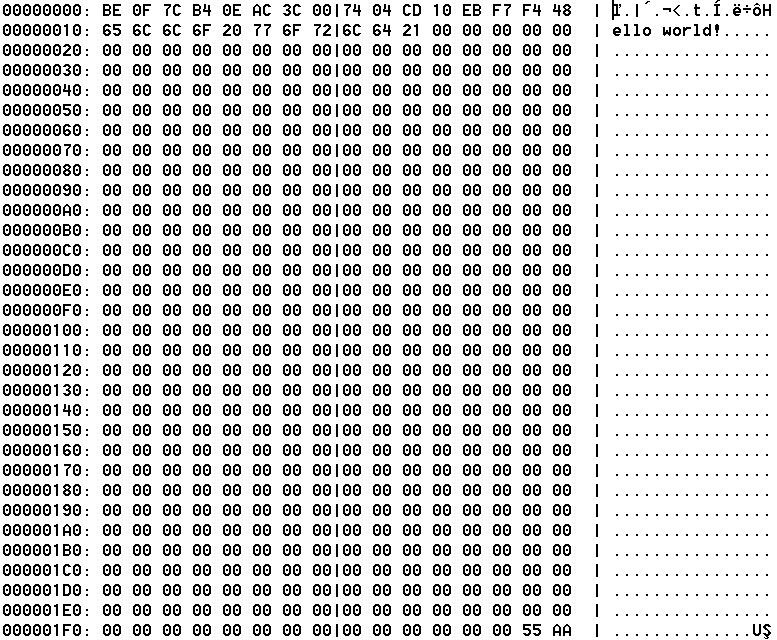 00000000: BE 0F 7C B4 0E AC 3C 00|74 04 CD 10 EB F7 F4 48 | ¾.|´.¬<.t.Í.ë÷ôH
00000010: 65 6C 6C 6F 20 77 6F 72|6C 64 21 00 00 00 00 00 | ello world!.....
00000020: 00 00 00 00 00 00 00 00|00 00 00 00 00 00 00 00 | ................
00000030: 00 00 00 00 00 00 00 00|00 00 00 00 00 00 00 00 | ................
00000040: 00 00 00 00 00 00 00 00|00 00 00 00 00 00 00 00 | ................
00000050: 00 00 00 00 00 00 00 00|00 00 00 00 00 00 00 00 | ................
00000060: 00 00 00 00 00 00 00 00|00 00 00 00 00 00 00 00 | ................
00000070: 00 00 00 00 00 00 00 00|00 00 00 00 00 00 00 00 | ................
00000080: 00 00 00 00 00 00 00 00|00 00 00 00 00 00 00 00 | ................
00000090: 00 00 00 00 00 00 00 00|00 00 00 00 00 00 00 00 | ................
000000A0: 00 00 00 00 00 00 00 00|00 00 00 00 00 00 00 00 | ................
000000B0: 00 00 00 00 00 00 00 00|00 00 00 00 00 00 00 00 | ................
000000C0: 00 00 00 00 00 00 00 00|00 00 00 00 00 00 00 00 | ................
000000D0: 00 00 00 00 00 00 00 00|00 00 00 00 00 00 00 00 | ................
000000E0: 00 00 00 00 00 00 00 00|00 00 00 00 00 00 00 00 | ................
000000F0: 00 00 00 00 00 00 00 00|00 00 00 00 00 00 00 00 | ................
00000100: 00 00 00 00 00 00 00 00|00 00 00 00 00 00 00 00 | ................
00000110: 00 00 00 00 00 00 00 00|00 00 00 00 00 00 00 00 | ................
00000120: 00 00 00 00 00 00 00 00|00 00 00 00 00 00 00 00 | ................
00000130: 00 00 00 00 00 00 00 00|00 00 00 00 00 00 00 00 | ................
00000140: 00 00 00 00 00 00 00 00|00 00 00 00 00 00 00 00 | ................
00000150: 00 00 00 00 00 00 00 00|00 00 00 00 00 00 00 00 | ................
00000160: 00 00 00 00 00 00 00 00|00 00 00 00 00 00 00 00 | ................
00000170: 00 00 00 00 00 00 00 00|00 00 00 00 00 00 00 00 | ................
00000180: 00 00 00 00 00 00 00 00|00 00 00 00 00 00 00 00 | ................
00000190: 00 00 00 00 00 00 00 00|00 00 00 00 00 00 00 00 | ................
000001A0: 00 00 00 00 00 00 00 00|00 00 00 00 00 00 00 00 | ................
000001B0: 00 00 00 00 00 00 00 00|00 00 00 00 00 00 00 00 | ................
000001C0: 00 00 00 00 00 00 00 00|00 00 00 00 00 00 00 00 | ................
000001D0: 00 00 00 00 00 00 00 00|00 00 00 00 00 00 00 00 | ................
000001E0: 00 00 00 00 00 00 00 00|00 00 00 00 00 00 00 00 | ................
000001F0: 00 00 00 00 00 00 00 00|00 00 00 00 00 00 55 AA | ..............UŞ